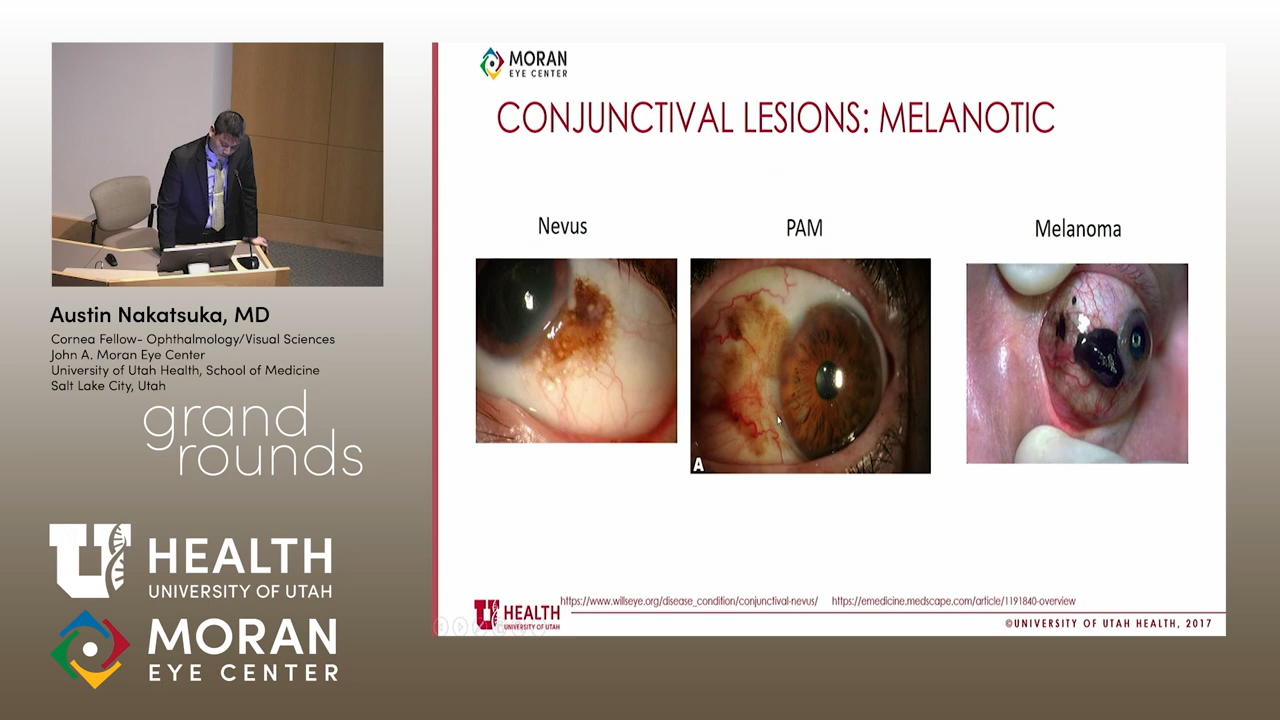 MORAN
EYE CENTER
CONJUNCTIVAL LESIONS: MELANOTIC
Nevus
PAM
Melanoma
A
Austin Nakatsuka, MD
Cornea Fellow- Ophthalmology/Visual Sciences
John A. Moran Eye Center
University of Utah Health, School of Medicine
Salt Lake City, Utah
grand
rounds
U HEALTH
UNIVERSITY OF UTAH
MORAN
EYE CENTER
https://www.willseye.org/disease_condition/conjunctival-nevus/
https://emedicine.medscape.com/article/1191840-overview
U HEALTH
UNIVERSITY OF UTAH
©UNIVERSITY OF UTAH HEALTH, 2017